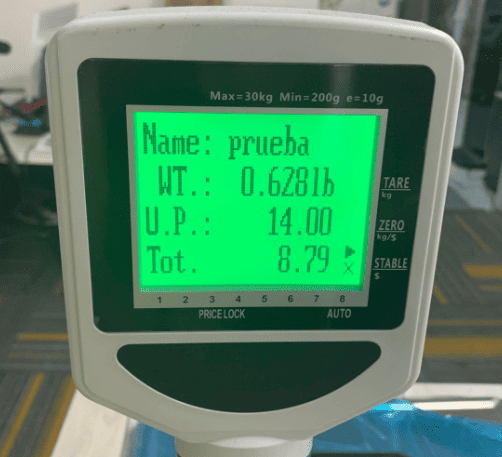 Max=30kg Min=200g e=10g
Name: prueba
WT.: 0.628lb
U.P.: 14.00
Tot. 8.79
TARE
kg
ZERO
kg/$
STABLE
$
1 2 3 4 5 6 7 8
PRICE LOCK AUTO